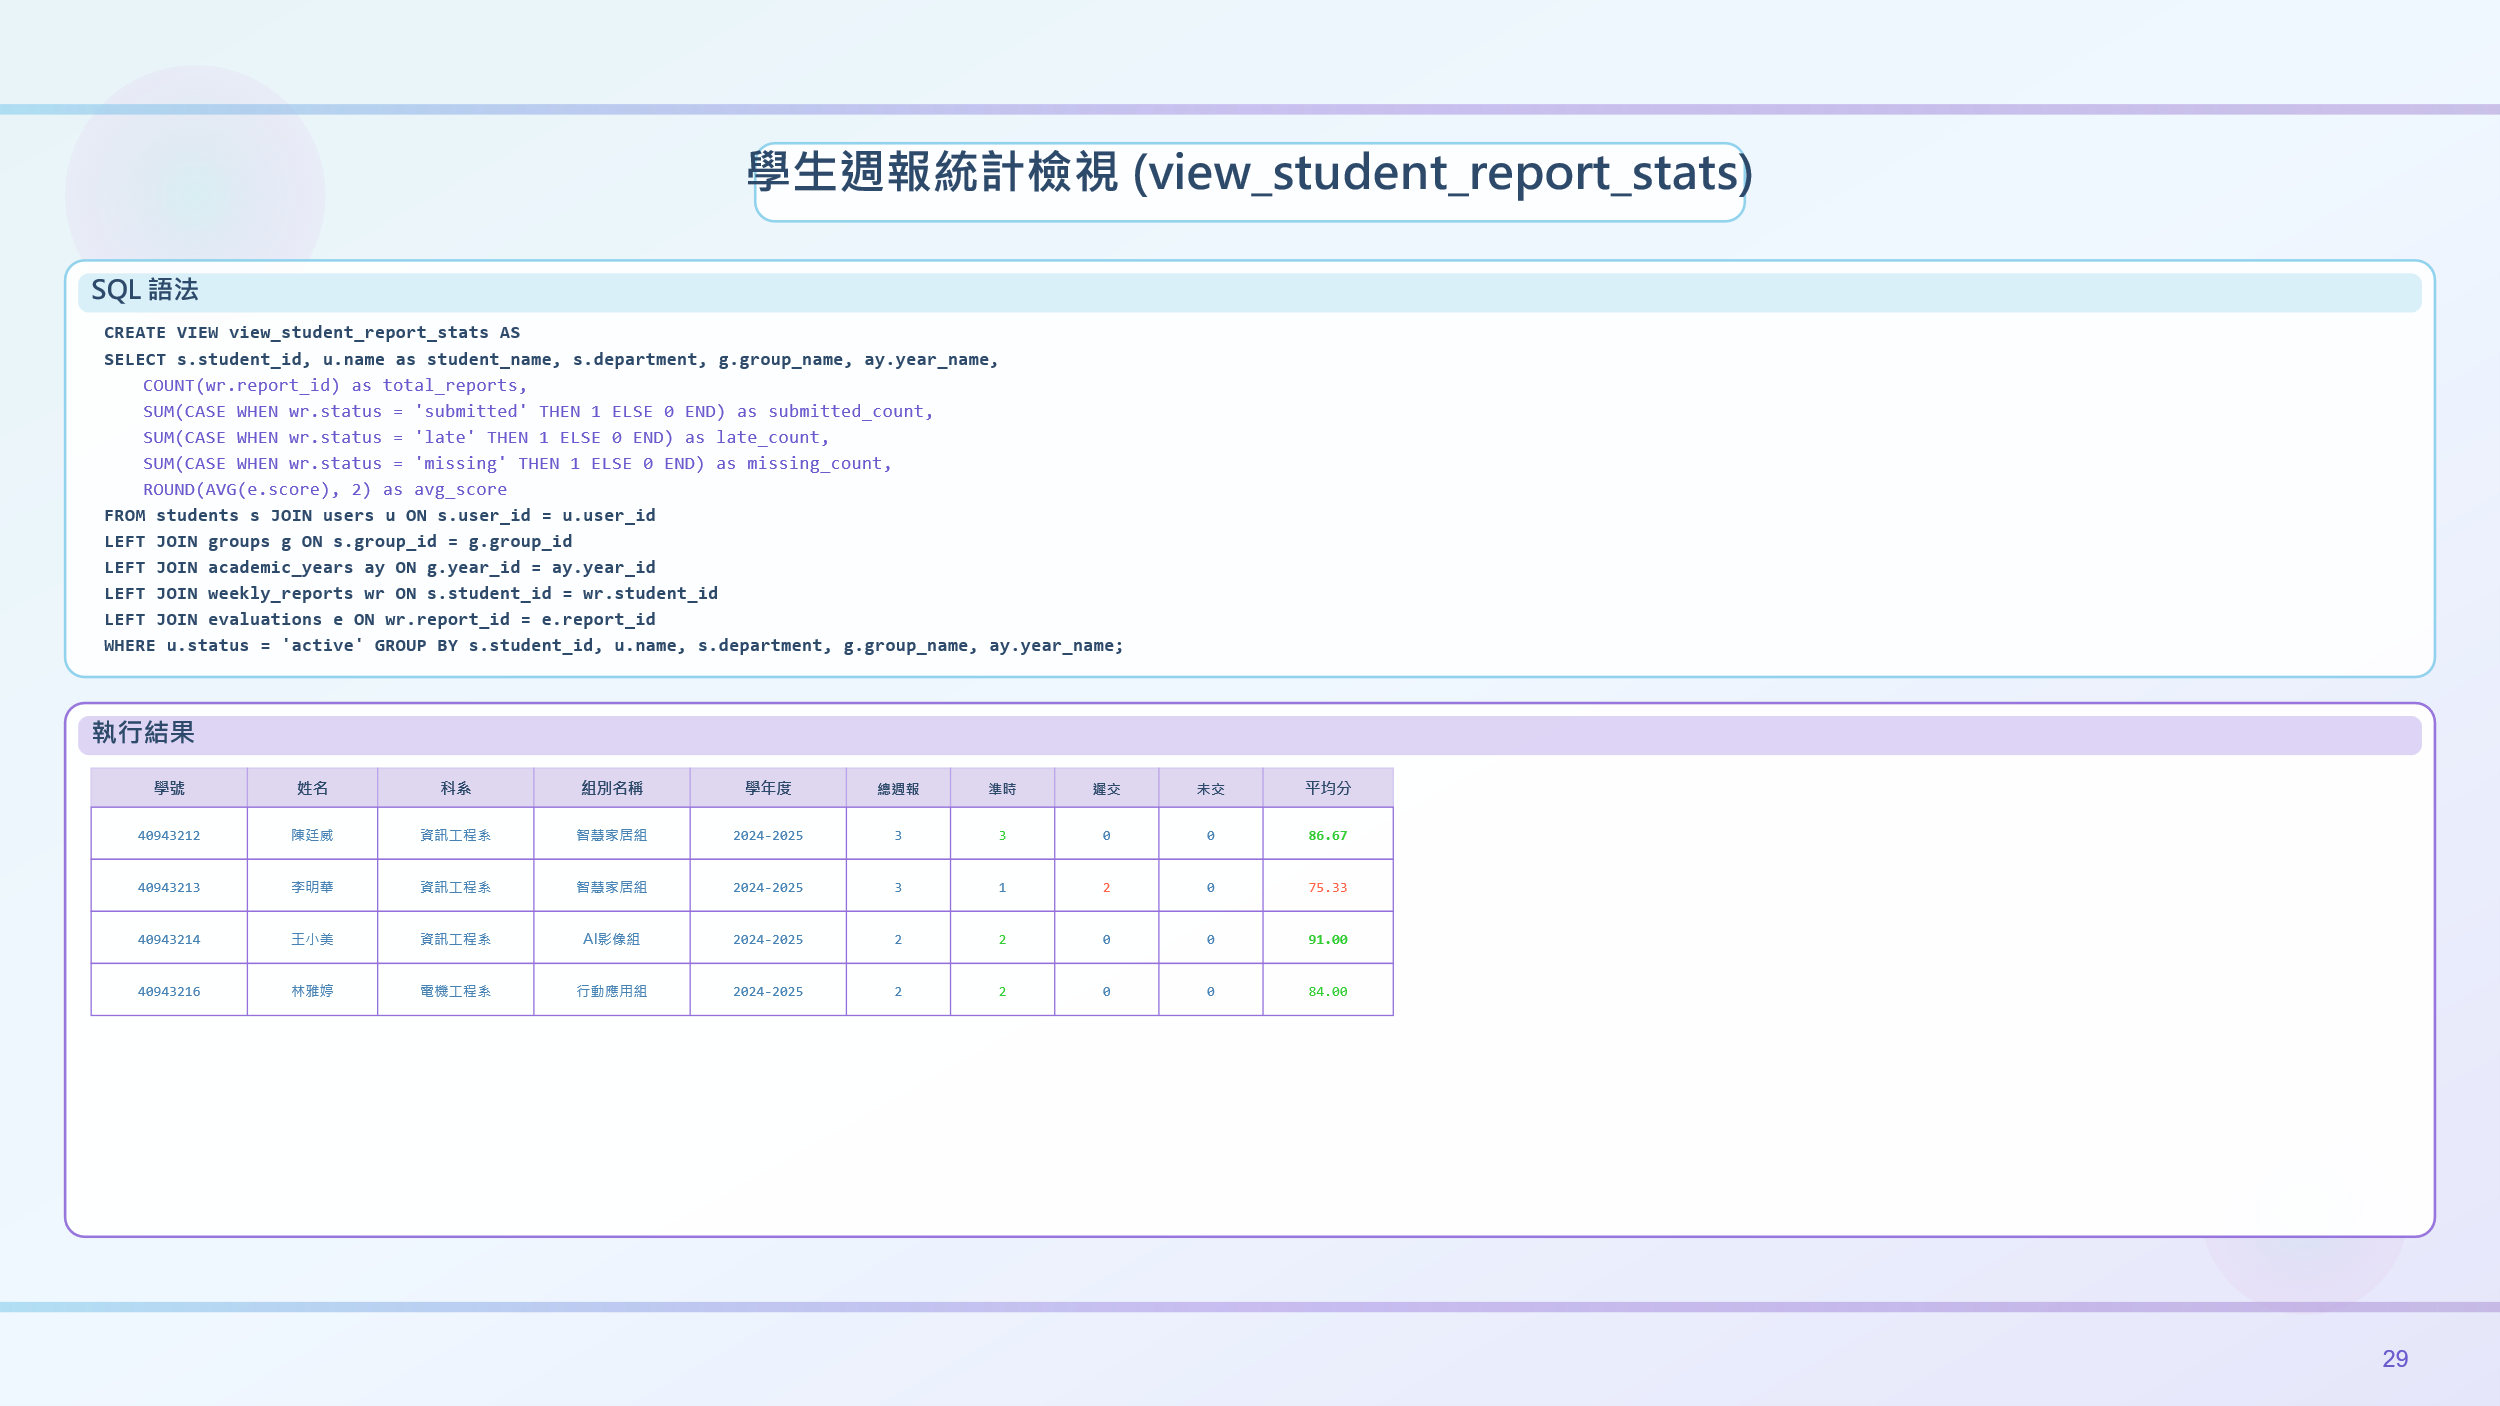 學生週報統計檢視 (view_student_report_stats)
SQL 語法
CREATE VIEW view_student_report_stats AS
SELECT s.student_id, u.name as student_name, s.department, g.group_name, ay.year_name,
COUNT(wr.report_id) as total_reports,
SUM(CASE WHEN wr.status = 'submitted' THEN 1 ELSE 0 END) as submitted_count,
SUM(CASE WHEN wr.status = 'late' THEN 1 ELSE 0 END) as late_count,
SUM(CASE WHEN wr.status = 'missing' THEN 1 ELSE 0 END) as missing_count,
ROUND(AVG(e.score), 2) as avg_score
FROM students s JOIN users u ON s.user_id = u.user_id
LEFT JOIN groups g ON s.group_id = g.group_id
LEFT JOIN academic_years ay ON g.year_id = ay.year_id
LEFT JOIN weekly_reports wr ON s.student_id = wr.student_id
LEFT JOIN evaluations e ON wr.report_id = e.report_id
WHERE u.status = 'active' GROUP BY s.student_id, u.name, s.department, g.group_name, ay.year_name;
執行結果
學號 姓名 科系 組別名稱 學年度 總週報 準時 遲交 未交 平均分
40943212 陳廷威 資訊工程系 智慧家居組 2024-2025 3 3 0 0 86.67
40943213 李明華 資訊工程系 智慧家居組 2024-2025 3 1 2 0 75.33
40943214 王小美 資訊工程系 AI影像組 2024-2025 2 2 0 0 91.00
40943216 林雅婷 電機工程系 行動應用組 2024-2025 2 2 0 0 84.00
29